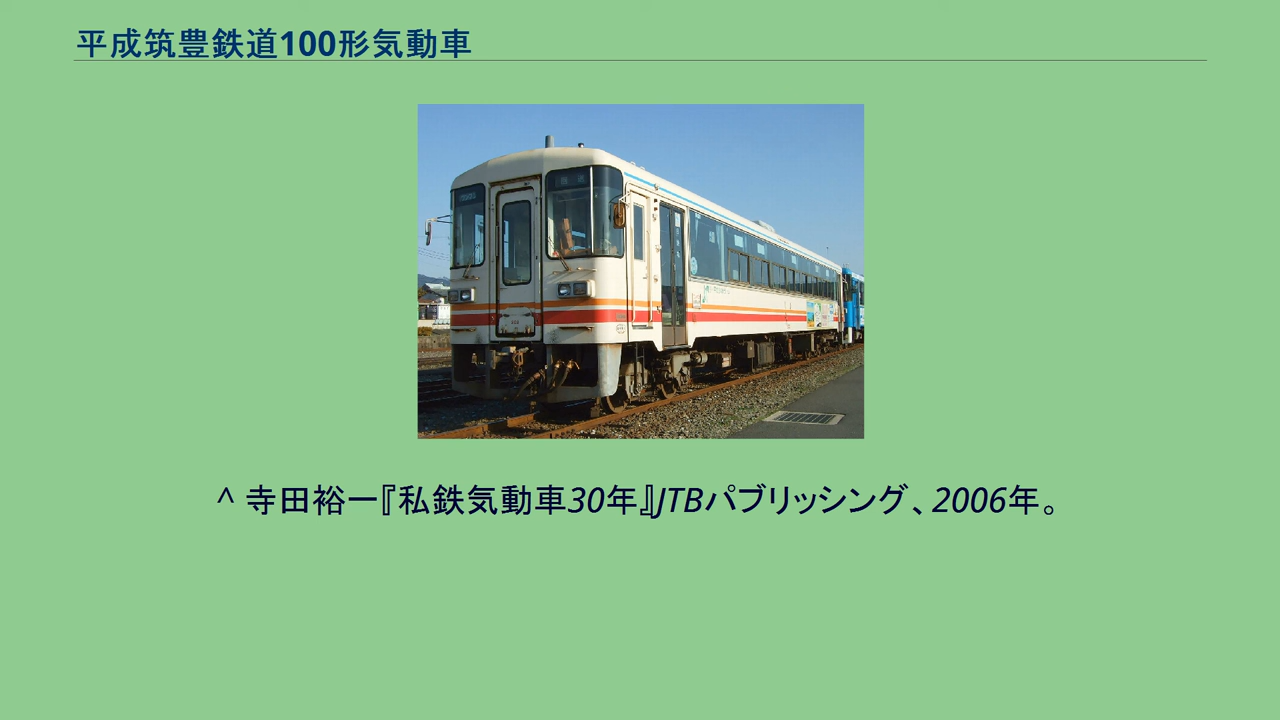 平成筑豊鉄道100形気動車
^ 寺田裕一『私鉄気動車30年』JTBパブリッシング、2006年。